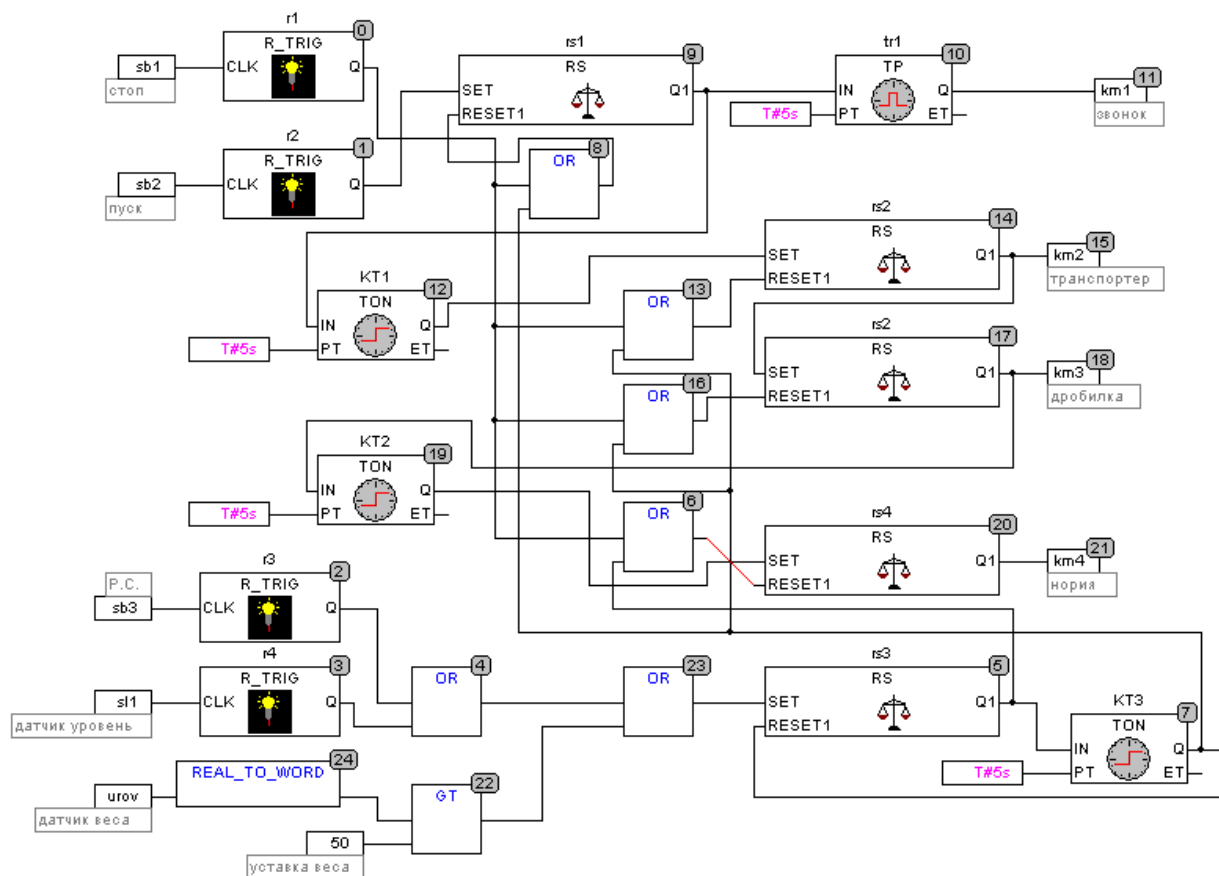 r1
0
R_TRIG
sb1
CLK
Q
стоп
r2
1
R_TRIG
sb2
CLK
Q
пуск
rs1
9
RS
SET
Q1
RESET1
8
OR
tr1
10
TP
IN
Q
T#5s
PT
ET
11
km1
звонок
KT1
12
TON
IN
Q
T#5s
PT
ET
13
OR
rs2
14
RS
SET
Q1
RESET1
15
km2
транспортер
16
OR
rs2
17
RS
SET
Q1
RESET1
18
km3
дробилка
KT2
19
TON
IN
Q
T#5s
PT
ET
6
OR
rs4
20
RS
SET
Q1
RESET1
21
km4
нория
r3
2
R_TRIG
P.C.
sb3
CLK
Q
r4
3
R_TRIG
sl1
CLK
Q
датчик уровень
4
OR
23
OR
rs3
5
RS
SET
Q1
RESET1
KT3
7
TON
IN
Q
T#5s
PT
ET
24
REAL_TO_WORD
urov
датчик веса
22
GT
50
уставка веса